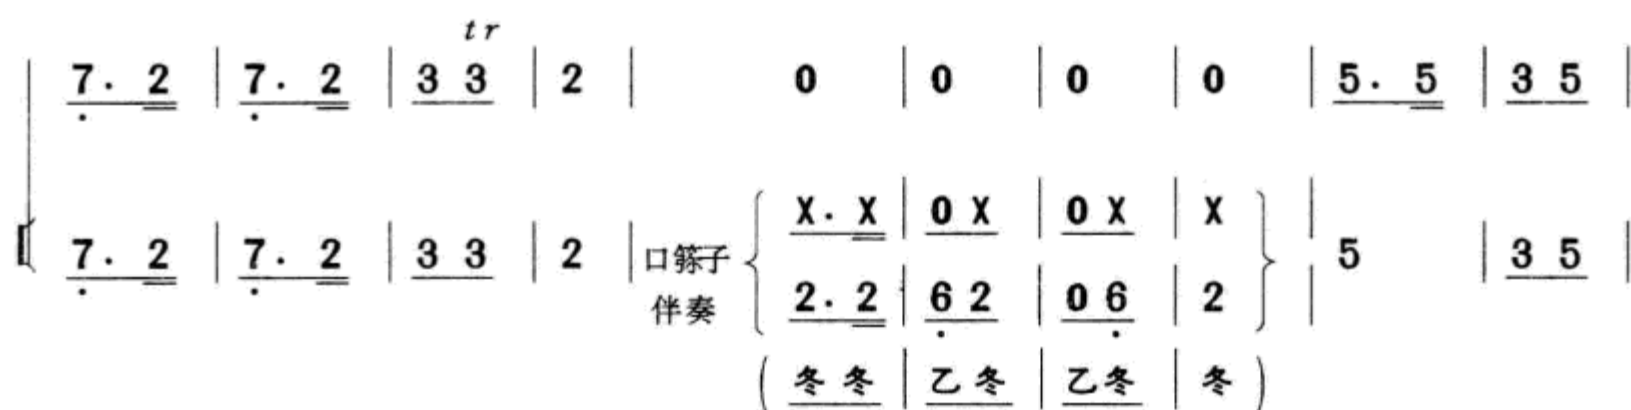 tr
7. 2 | 7. 2 | 3 3 | 2 | 0 | 0 | 0 | 0 | 5. 5 | 3 5 |
X. X | 0 X | 0 X | X
7. 2 | 7. 2 | 3 3 | 2 | 口篨子 5 | 3 5 |
伴奏 2. 2 | 6 2 | 0 6 | 2
( 冬 冬 | 乙 冬 | 乙 冬 | 冬 )